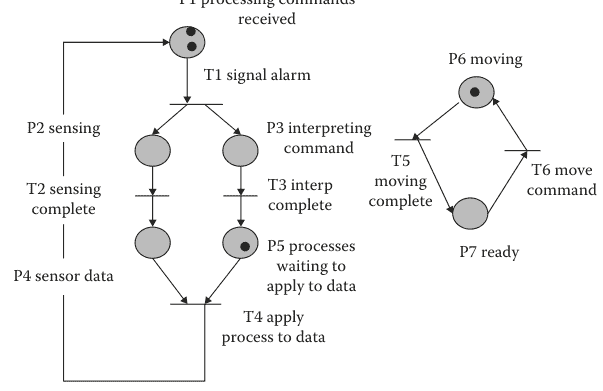 P1 processing commands
received
T1 signal alarm
P2 sensing
P3 interpreting
command
T2 sensing
complete
T3 interp
complete
P4 sensor data
P5 processes
waiting to
apply to data
T4 apply
process to data
P6 moving
T5
moving
complete
T6 move
command
P7 ready